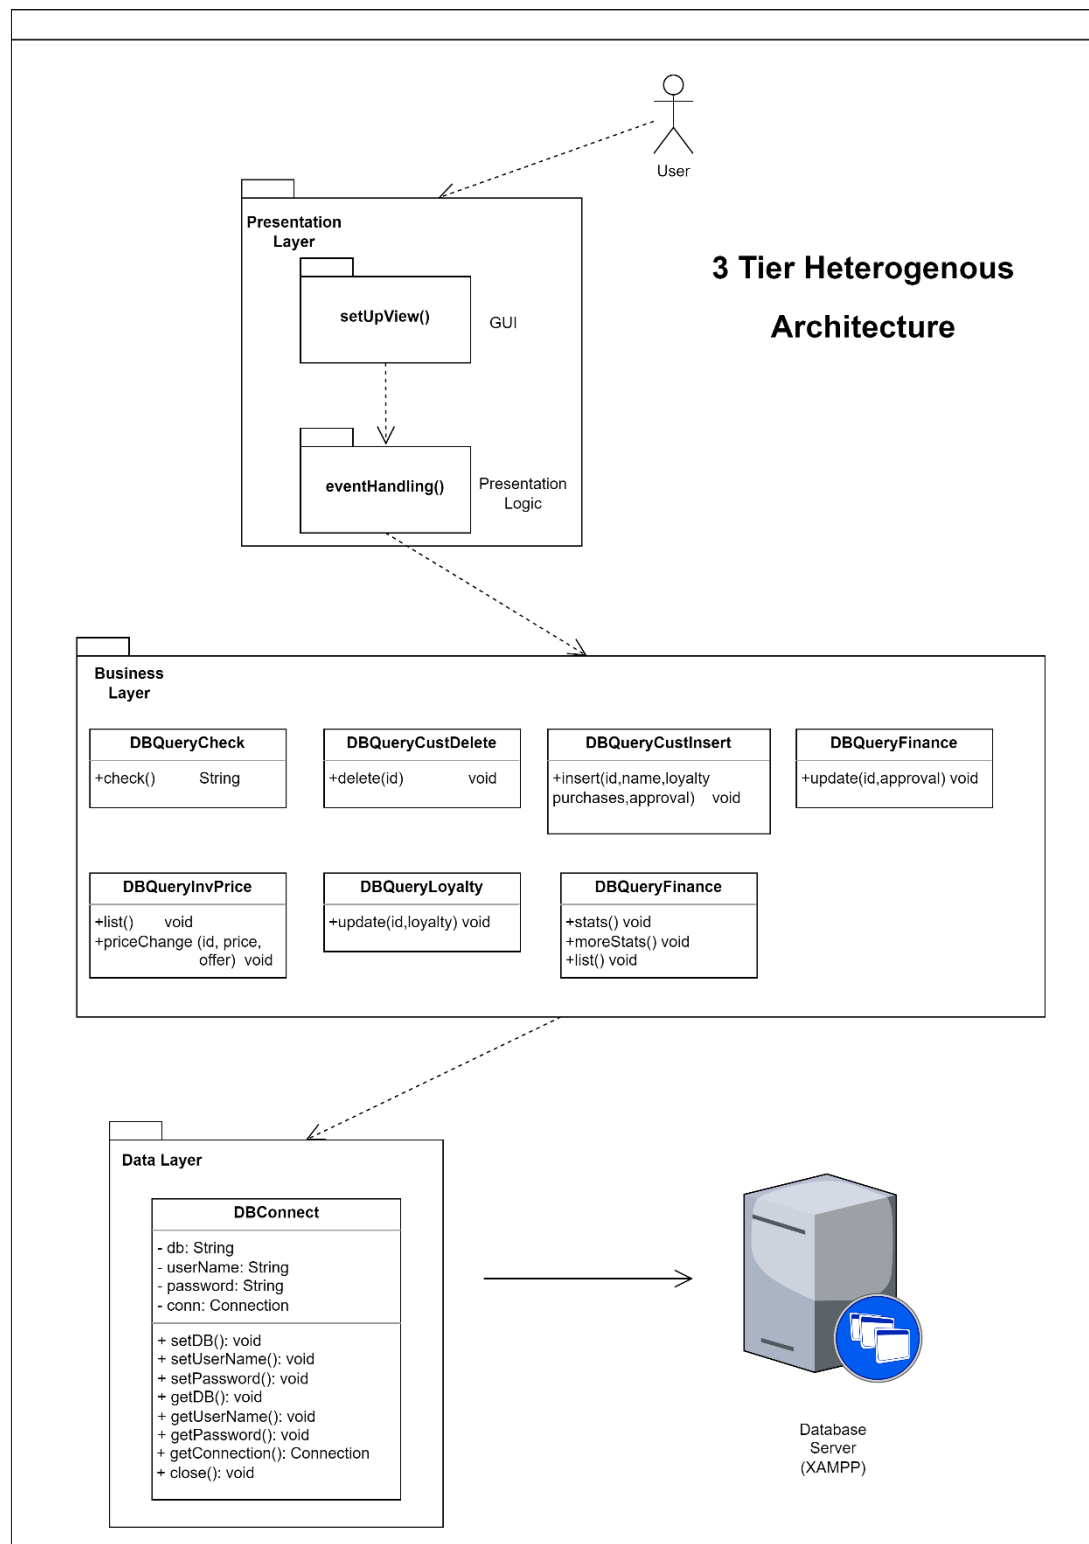 User
Presentation
Layer
3 Tier Heterogenous
Architecture
setUpView()
GUI
eventHandling()
Presentation
Logic
Business
Layer
DBQueryCheck
+check() String
DBQueryCustDelete
+delete(id) void
DBQueryCustInsert
+insert(id,name,loyalty
purchases,approval) void
DBQueryFinance
+update(id,approval) void
DBQueryInvPrice
+list() void
+priceChange (id, price,
offer) void
DBQueryLoyalty
+update(id,loyalty) void
DBQueryFinance
+stats() void
+moreStats() void
+list() void
Data Layer
DBConnect
- db: String
- userName: String
- password: String
- conn: Connection
+ setDB(): void
+ setUserName(): void
+ setPassword(): void
+ getDB(): void
+ getUserName(): void
+ getPassword(): void
+ getConnection(): Connection
+ close(): void
Database
Server
(XAMPP)